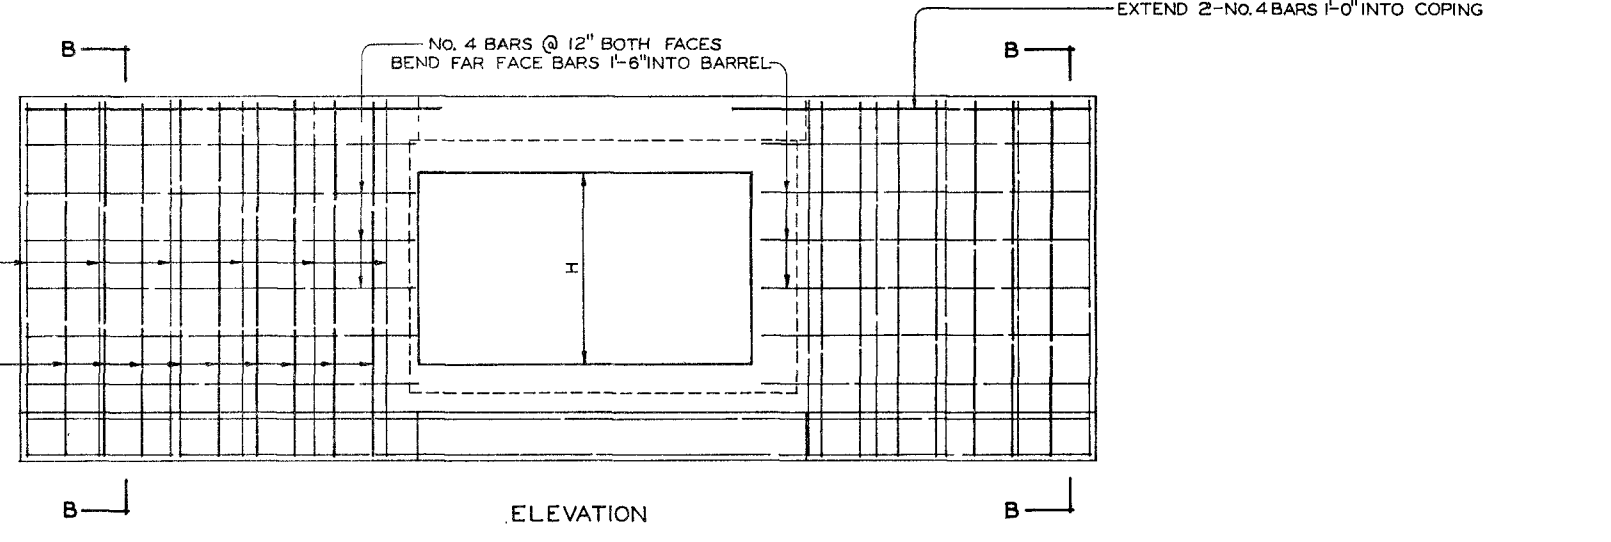 EXTEND 2-NO. 4 BARS 1'-0" INTO COPING
B
NO. 4 BARS @ 12" BOTH FACES
BEND FAR FACE BARS 1'-6" INTO BARREL
B
H
B
ELEVATION
B